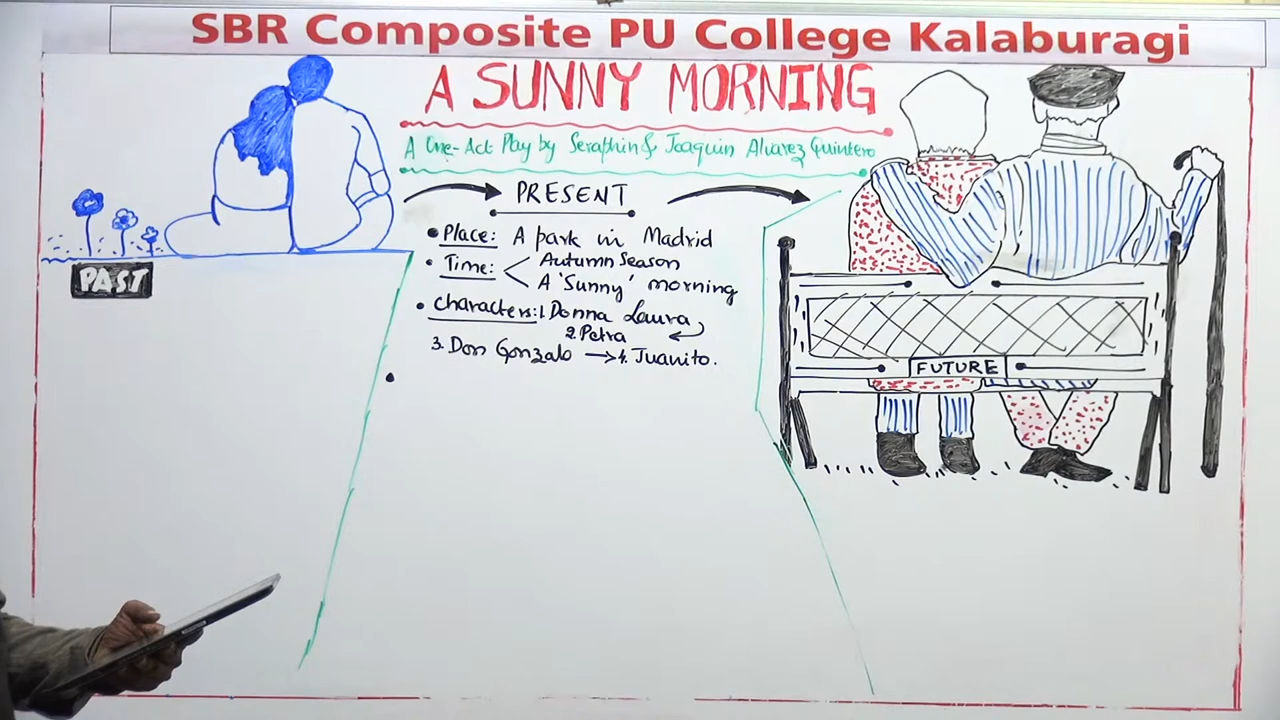 SBR Composite PU College Kalaburagi
A SUNNY MORNING
A One-Act Play by Seraphin & Joaquin Alvarez Quintero
PRESENT
Place: A park in Madrid
Time: Autumn Season
A 'Sunny' morning
Characters: 1. Donna Laura
2. Petra
3. Don Gonzalo → 4. Juanito.
PAST
FUTURE